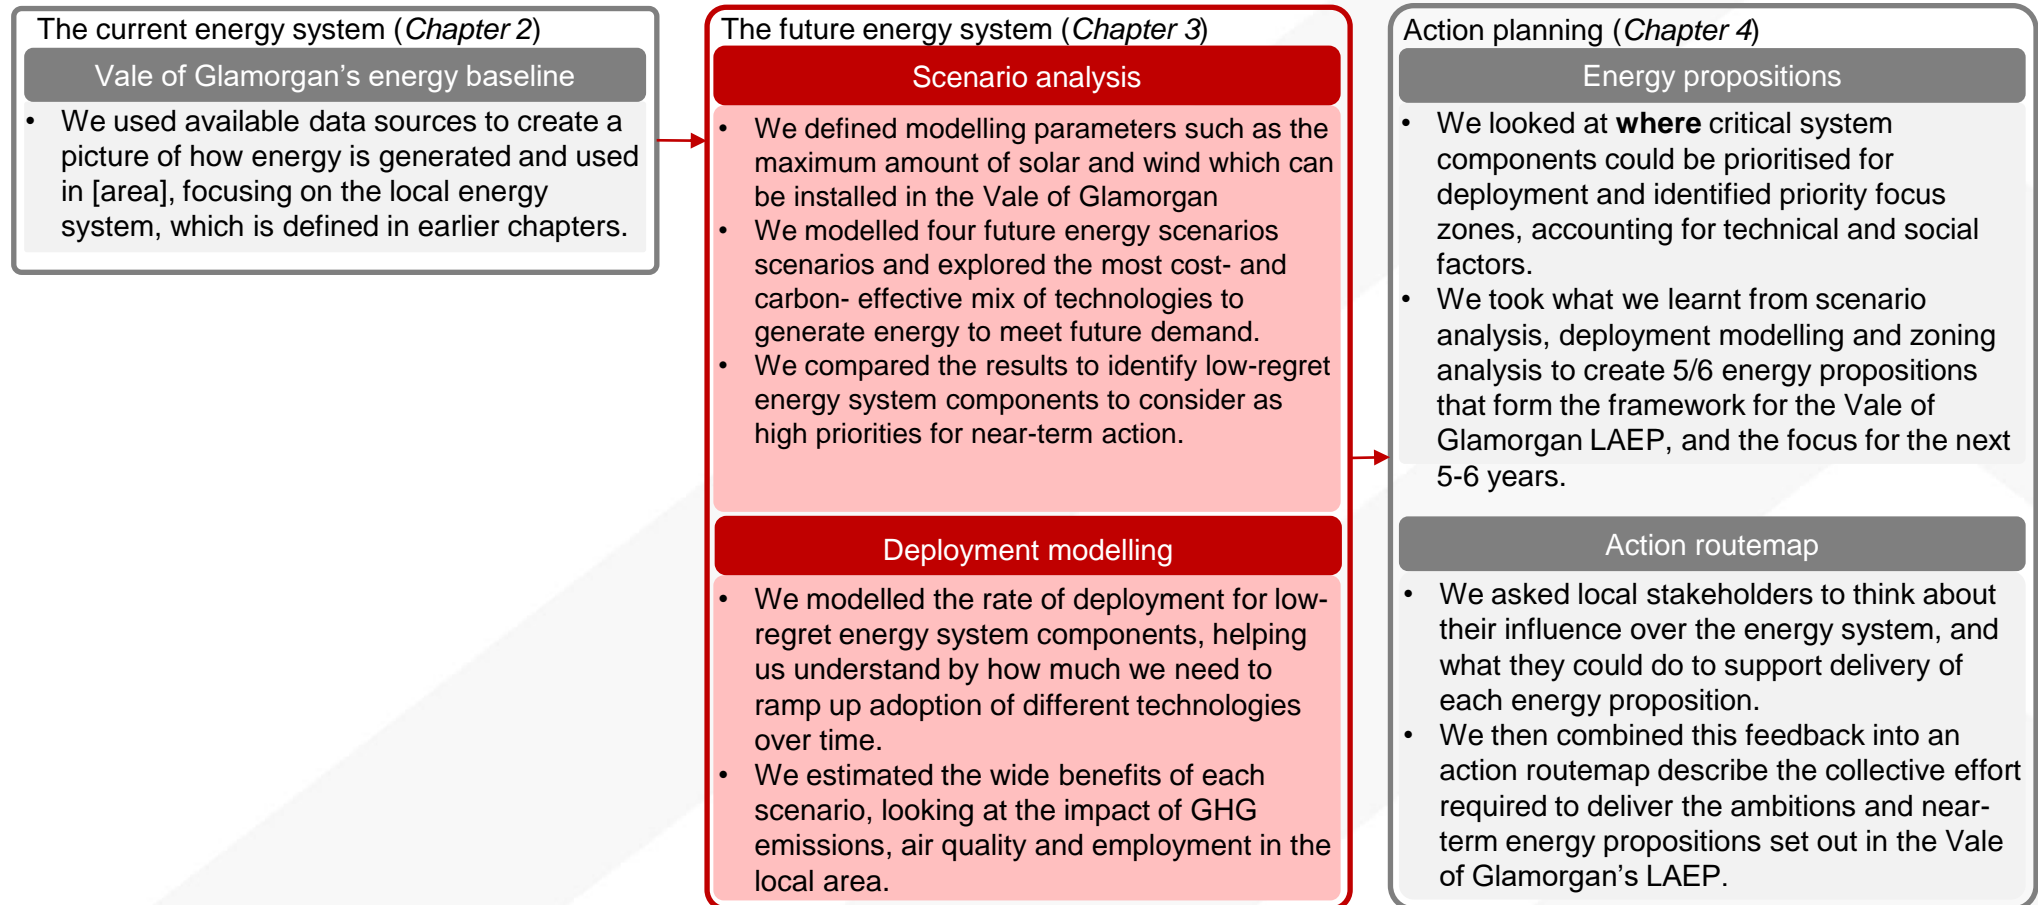 The current energy system (Chapter 2)
Vale of Glamorgan's energy baseline
• We used available data sources to create a
picture of how energy is generated and used
in [area], focusing on the local energy
system, which is defined in earlier chapters.
The future energy system (Chapter 3)
Scenario analysis
• We defined modelling parameters such as the
maximum amount of solar and wind which can
be installed in the Vale of Glamorgan
• We modelled four future energy scenarios
scenarios and explored the most cost- and
carbon- effective mix of technologies to
generate energy to meet future demand.
• We compared the results to identify low-regret
energy system components to consider as
high priorities for near-term action.
Deployment modelling
• We modelled the rate of deployment for low-
regret energy system components, helping
us understand by how much we need to
ramp up adoption of different technologies
over time.
• We estimated the wide benefits of each
scenario, looking at the impact of GHG
emissions, air quality and employment in the
local area.
Action planning (Chapter 4)
Energy propositions
• We looked at where critical system
components could be prioritised for
deployment and identified priority focus
zones, accounting for technical and social
factors.
• We took what we learnt from scenario
analysis, deployment modelling and zoning
analysis to create 5/6 energy propositions
that form the framework for the Vale of
Glamorgan LAEP, and the focus for the next
5-6 years.
Action routemap
• We asked local stakeholders to think about
their influence over the energy system, and
what they could do to support delivery of
each energy proposition.
• We then combined this feedback into an
action routemap describe the collective effort
required to deliver the ambitions and near-
term energy propositions set out in the Vale
of Glamorgan's LAEP.